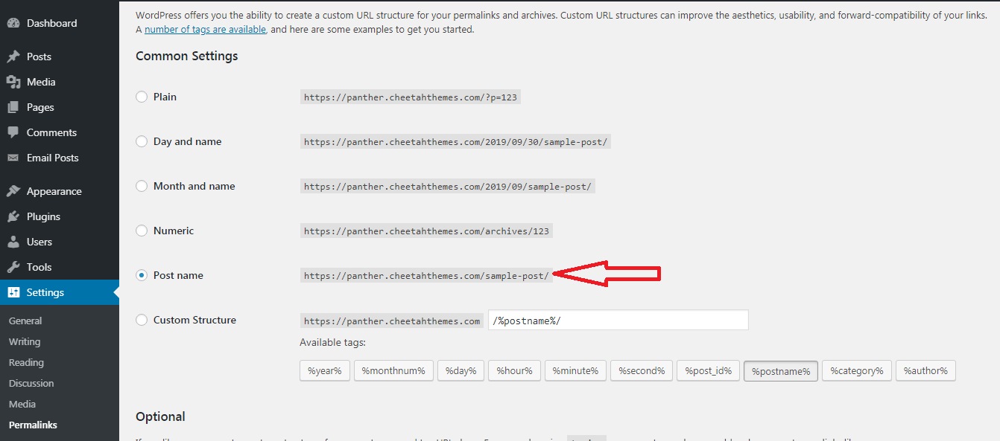 WordPress offers you the ability to create a custom URL structure for your permalinks and archives. Custom URL structures can improve the aesthetics, usability, and forward-compatibility of your links.
A number of tags are available, and here are some examples to get you started.
Dashboard
Posts
Media
Pages
Comments
Email Posts
Appearance
Plugins
Users
Tools
Settings
General
Writing
Reading
Discussion
Media
Permalinks
Common Settings
Plain https://panther.cheetahthemes.com/?p=123
Day and name https://panther.cheetahthemes.com/2019/09/30/sample-post/
Month and name https://panther.cheetahthemes.com/2019/09/sample-post/
Numeric https://panther.cheetahthemes.com/archives/123
Post name https://panther.cheetahthemes.com/sample-post/
Custom Structure https://panther.cheetahthemes.com /%postname%/
Available tags:
%year% %monthnum% %day% %hour% %minute% %second% %post_id% %postname% %category% %author%
Optional